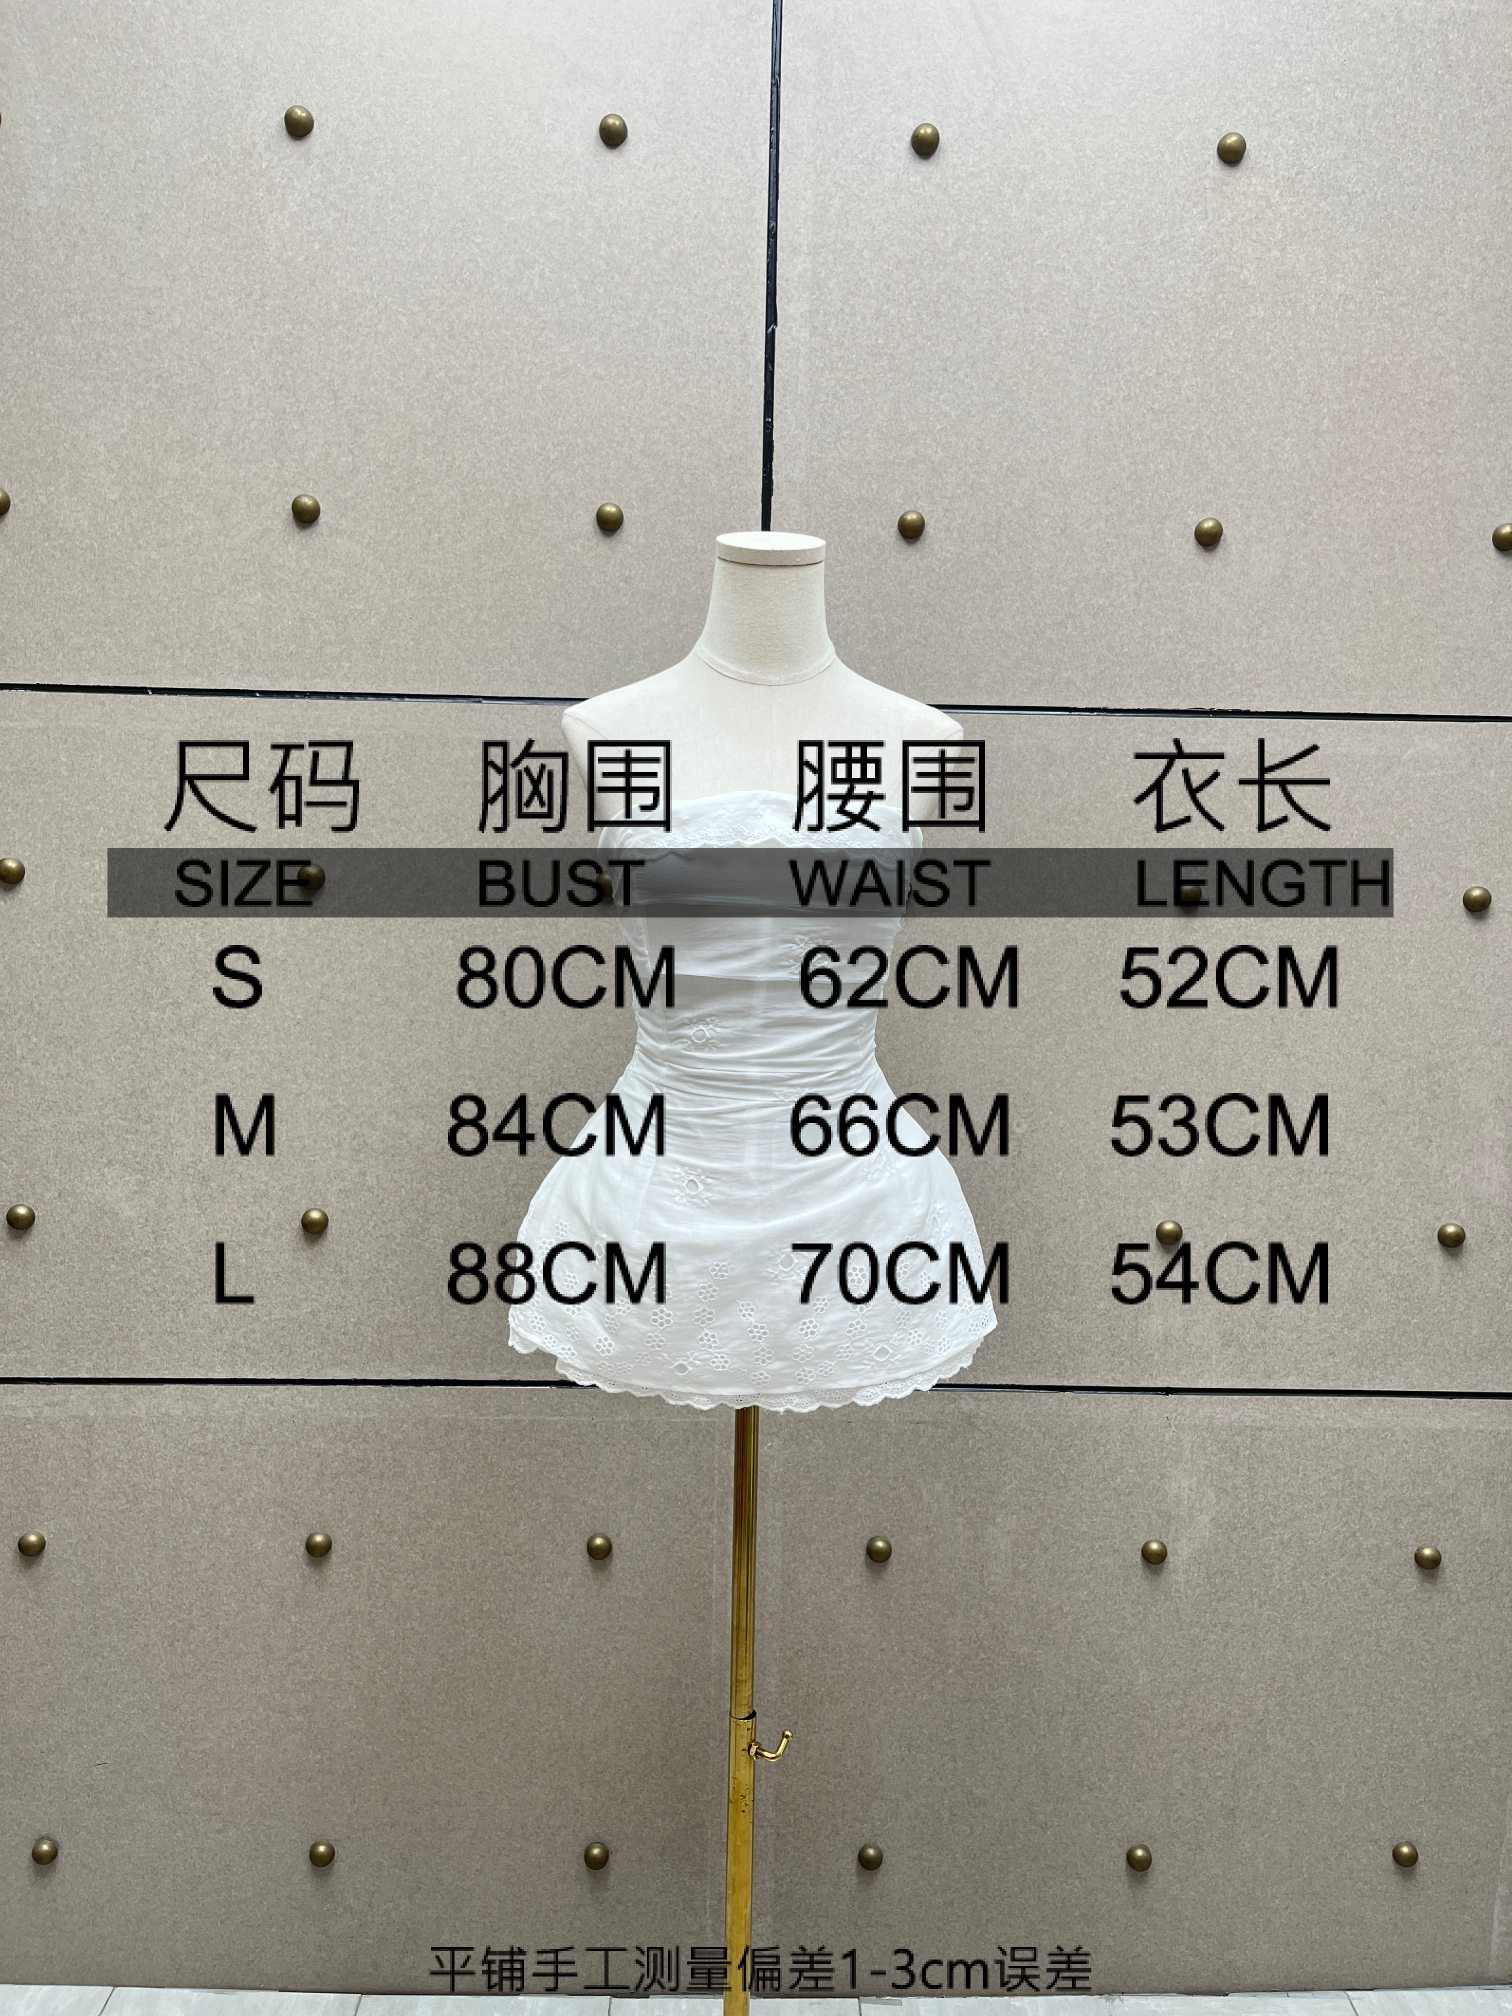 尺码 胸围 腰围 衣长
SIZE BUST WAIST LENGTH
S 80CM 62CM 52CM
M 84CM 66CM 53CM
L 88CM 70CM 54CM
平铺手工测量偏差1-3cm误差